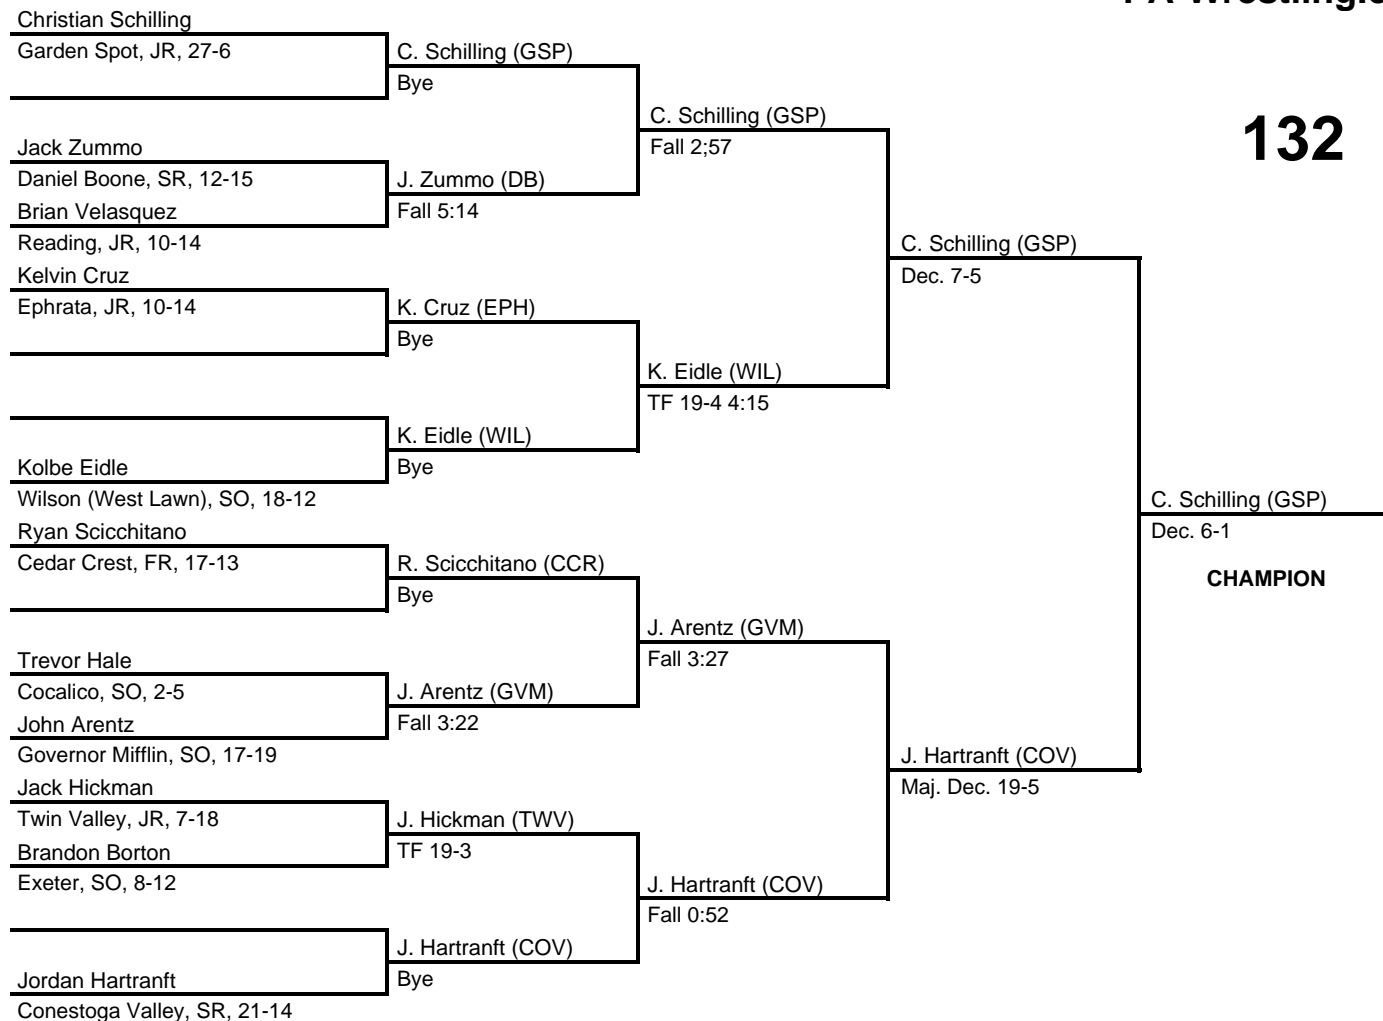 Christian Schilling
Garden Spot, JR, 27-6
Jack Zummo
Daniel Boone, SR, 12-15
Brian Velasquez
Reading, JR, 10-14
Kelvin Cruz
Ephrata, JR, 10-14
Kolbe Eidle
Wilson (West Lawn), SO, 18-12
Ryan Scicchitano
Cedar Crest, FR, 17-13
Trevor Hale
Cocalico, SO, 2-5
John Arentz
Governor Mifflin, SO, 17-19
Jack Hickman
Twin Valley, JR, 7-18
Brandon Borton
Exeter, SO, 8-12
Jordan Hartranft
Conestoga Valley, SR, 21-14
C. Schilling (GSP)
Bye
J. Zummo (DB)
Fall 5:14
K. Cruz (EPH)
Bye
K. Eidle (WIL)
Bye
R. Scicchitano (CCR)
Bye
J. Arentz (GVM)
Fall 3:22
J. Hickman (TWV)
TF 19-3
J. Hartranft (COV)
Bye
C. Schilling (GSP)
Fall 2;57
K. Eidle (WIL)
TF 19-4 4:15
J. Arentz (GVM)
Fall 3:27
J. Hartranft (COV)
Fall 0:52
C. Schilling (GSP)
Dec. 7-5
J. Hartranft (COV)
Maj. Dec. 19-5
132
C. Schilling (GSP)
Dec. 6-1
CHAMPION